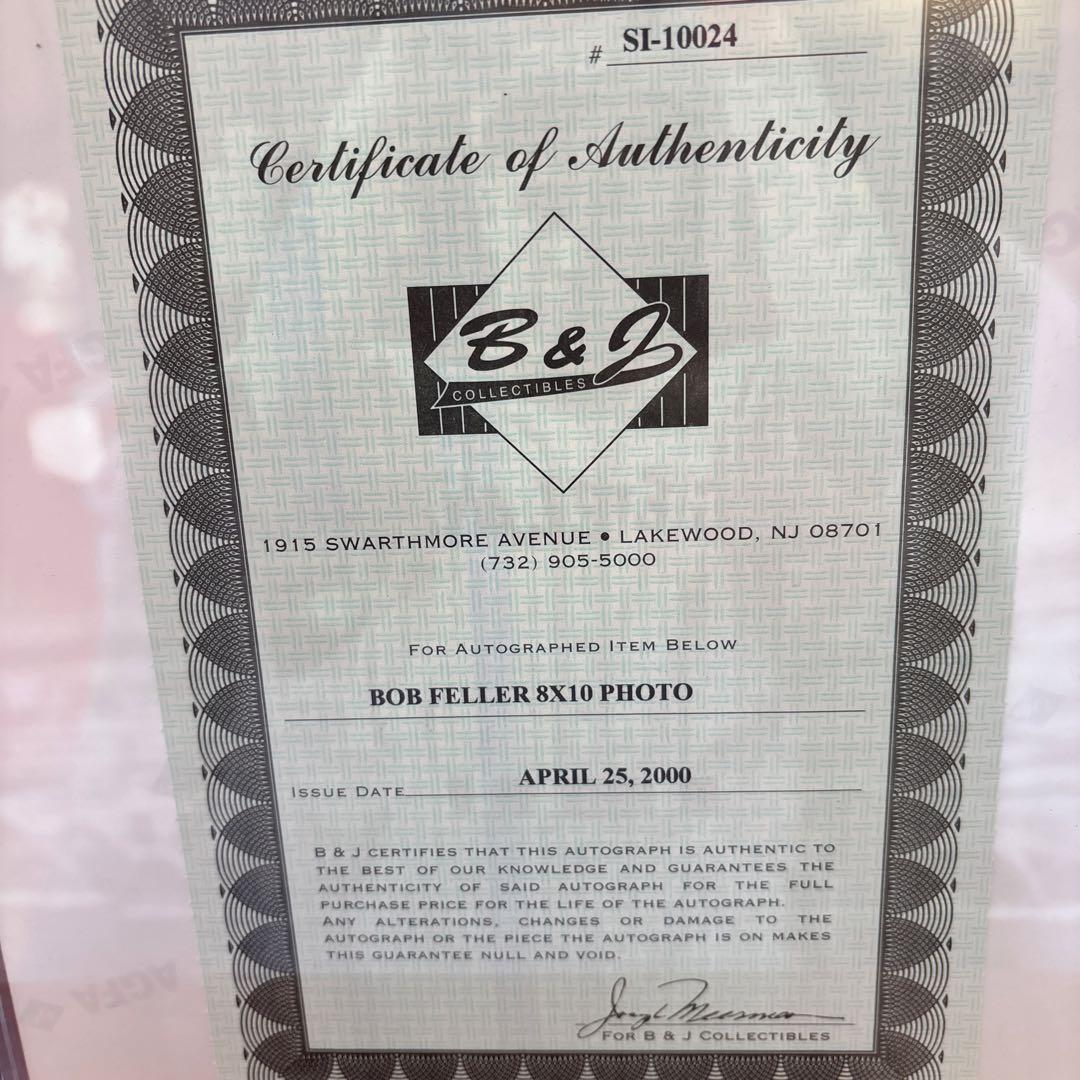 # SI-10024
Certificate of Authenticity
B & J
COLLECTIBLES
1915 SWARTHMORE AVENUE • LAKEWOOD, NJ 08701
(732) 905-5000
FOR AUTOGRAPHED ITEM BELOW
BOB FELLER 8X10 PHOTO
ISSUE DATE APRIL 25, 2000
B & J CERTIFIES THAT THIS AUTOGRAPH IS AUTHENTIC TO
THE BEST OF OUR KNOWLEDGE AND GUARANTEES THE
AUTHENTICITY OF SAID AUTOGRAPH FOR THE FULL
PURCHASE PRICE FOR THE LIFE OF THE AUTOGRAPH.
ANY ALTERATIONS, CHANGES OR DAMAGE TO THE
AUTOGRAPH OR THE PIECE THE AUTOGRAPH IS ON MAKES
THIS GUARANTEE NULL AND VOID.
FOR B & J COLLECTIBLES
AGFA
AGFA